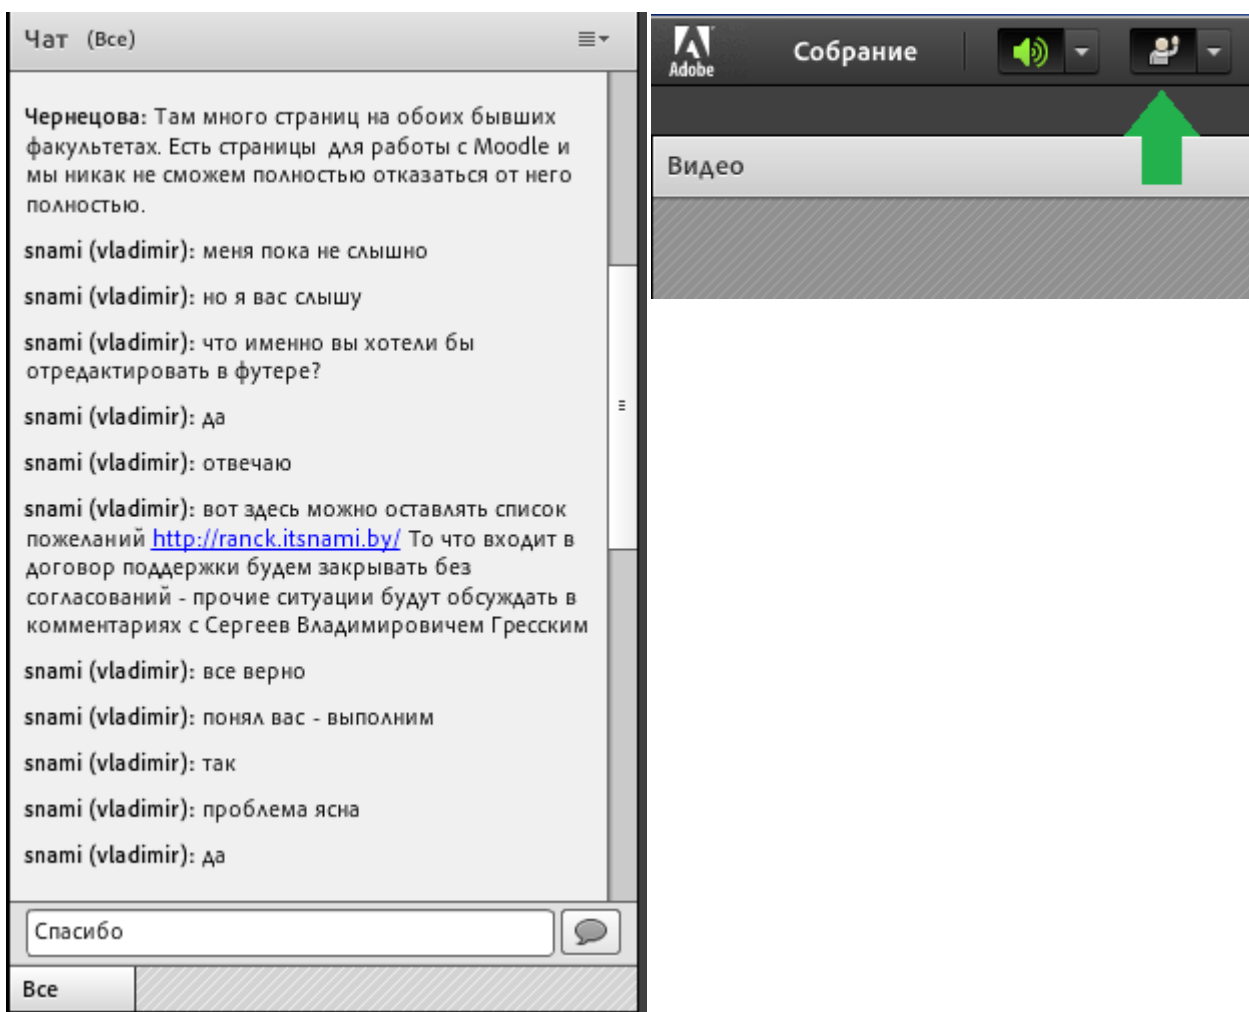 Чат (Все)
Чернецова: Там много страниц на обоих бывших
факультетах. Есть страницы для работы с Moodle и
мы никак не сможем полностью отказаться от него
полностью.
snami (vladimir): меня пока не слышно
snami (vladimir): но я вас слышу
snami (vladimir): что именно вы хотели бы
отредактировать в футере?
snami (vladimir): да
snami (vladimir): отвечаю
snami (vladimir): вот здесь можно оставлять список
пожеланий http://ranck.itsnami.by/ То что входит в
договор поддержки будем закрывать без
согласований - прочие ситуации будут обсуждать в
комментариях с Сергеев Владимировичем Гресским
snami (vladimir): все верно
snami (vladimir): понял вас - выполним
snami (vladimir): так
snami (vladimir): проблема ясна
snami (vladimir): да
Спасибо
Все
Adobe
Собрание
Видео